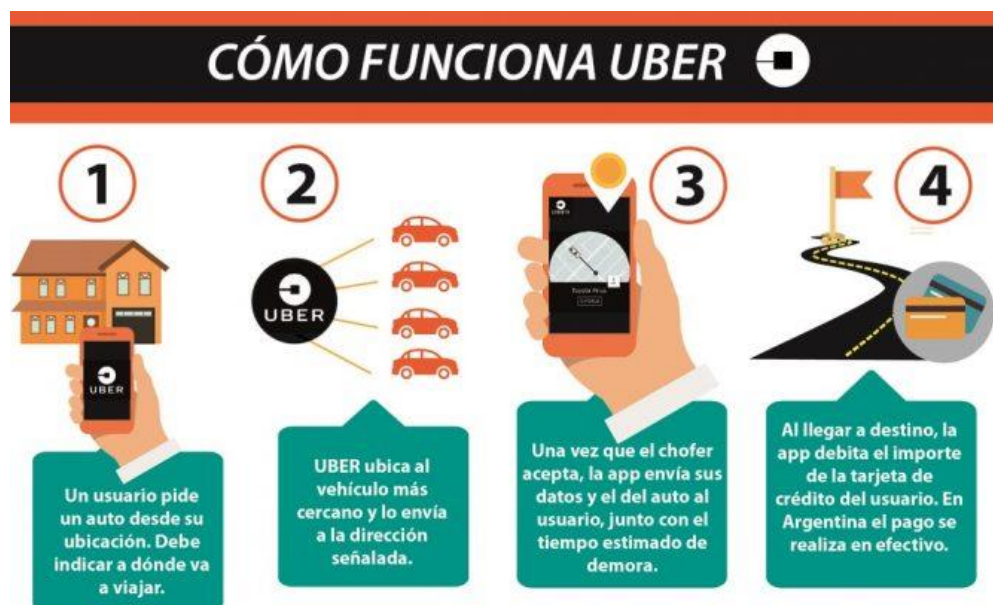 CÓMO FUNCIONA UBER
1
UBER
Un usuario pide
un auto desde su
ubicación. Debe
indicar a dónde va
a viajar.
2
UBER
UBER ubica al
vehículo más
cercano y lo envía
a la dirección
señalada.
3
UBER
Una vez que el chofer
acepta, la app envía sus
datos y el del auto al
usuario, junto con el
tiempo estimado de
demora.
4
Al llegar a destino, la
app debita el importe
de la tarjeta de
crédito del usuario. En
Argentina el pago se
realiza en efectivo.